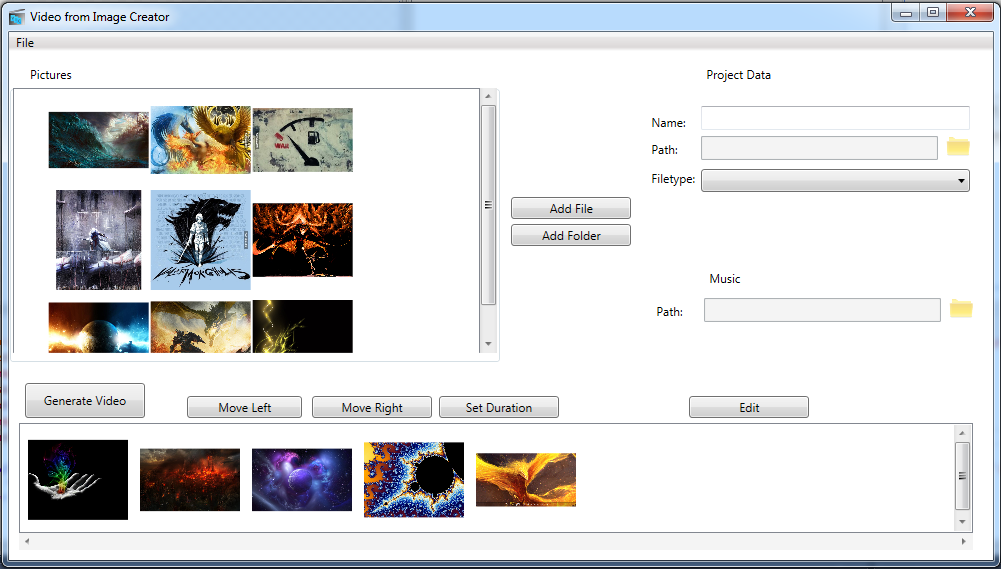 Video from Image Creator
File
Pictures
Project Data
Name:
Path:
Filetype:
Add File
Add Folder
Music
Path:
Generate Video
Move Left
Move Right
Set Duration
Edit